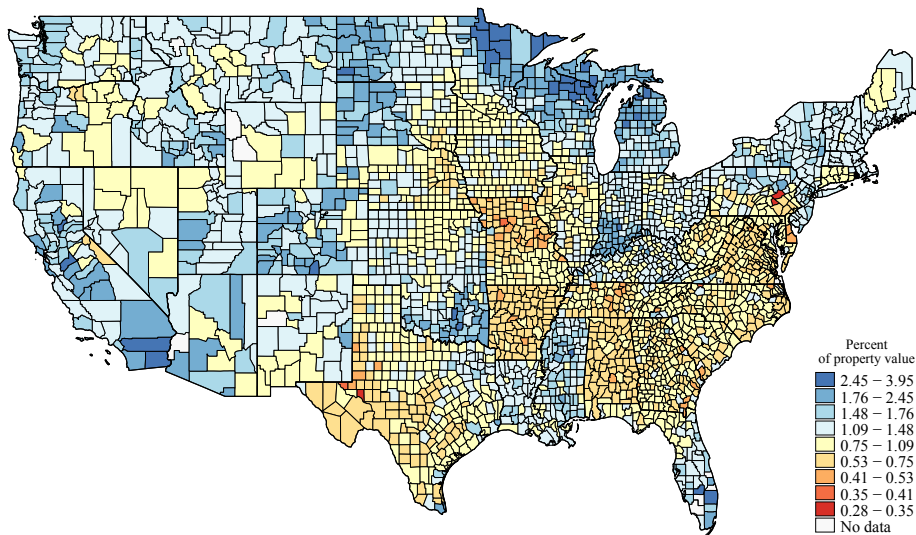 Percent
of property value
2.45 – 3.95
1.76 – 2.45
1.48 – 1.76
1.09 – 1.48
0.75 – 1.09
0.53 – 0.75
0.41 – 0.53
0.35 – 0.41
0.28 – 0.35
No data